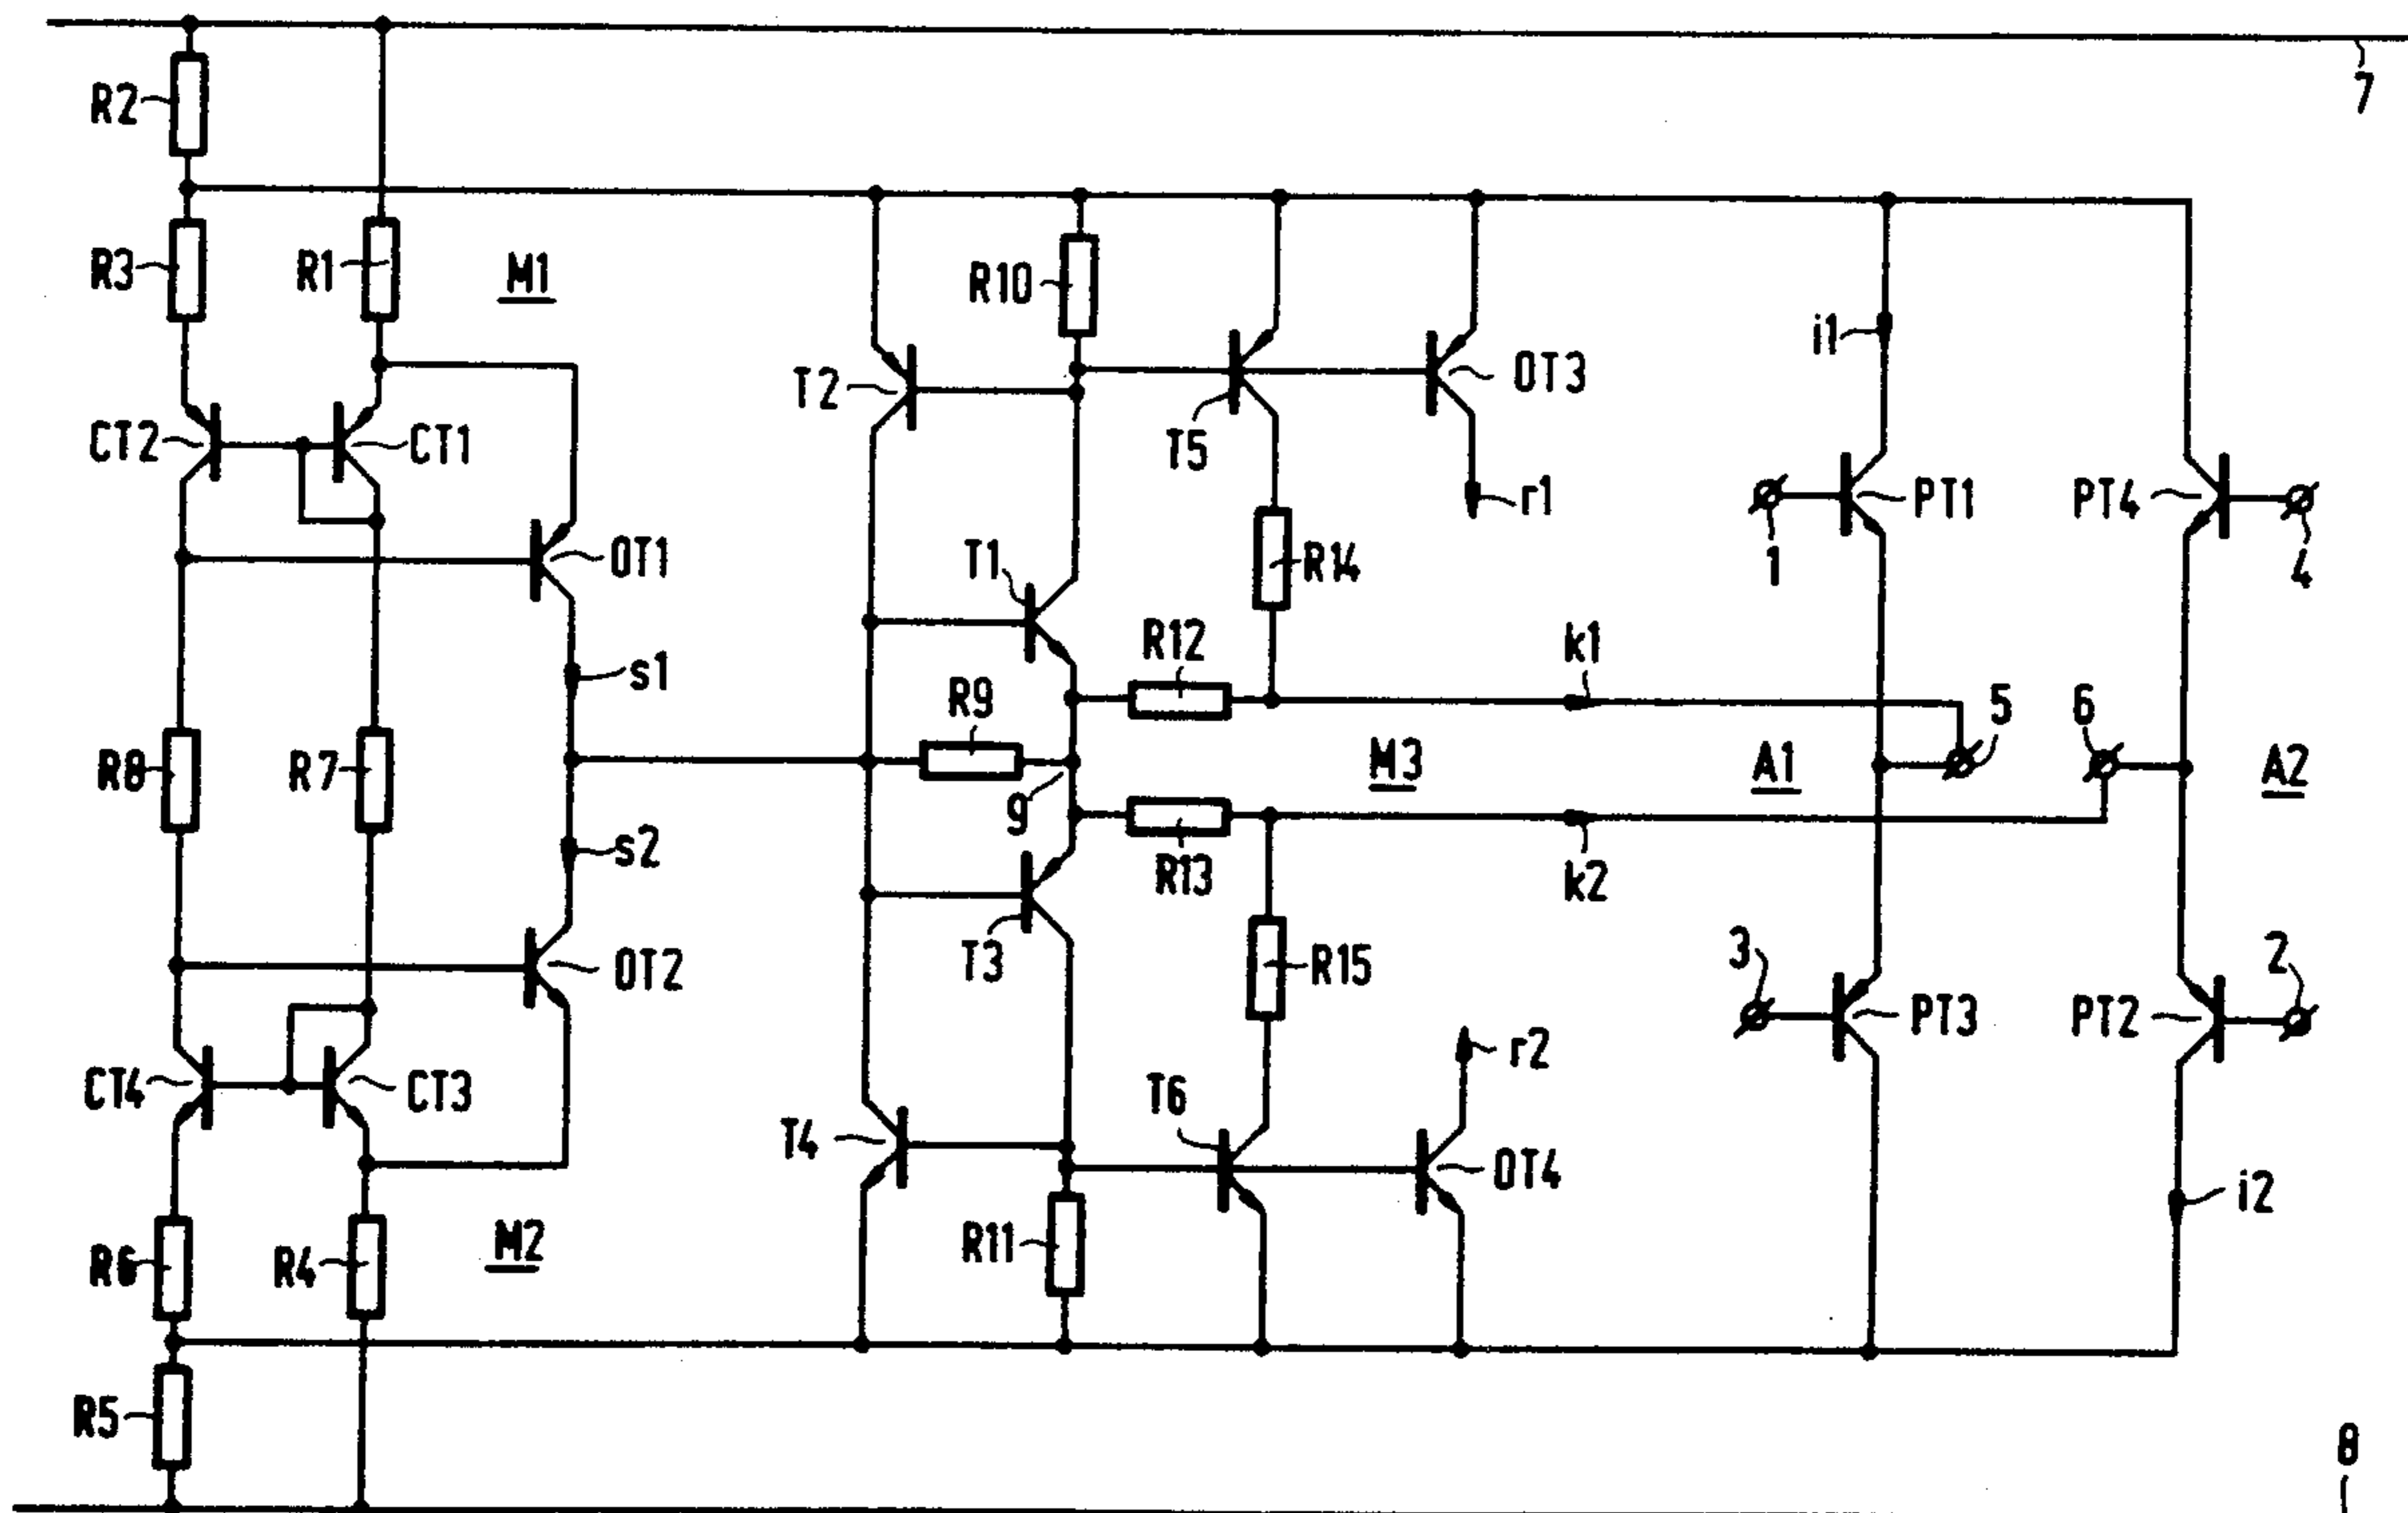 7
R2
R3
R1
M1
R10
i1
T2
OT3
CT2
CT1
T5
r1
PT1
PT4
1
4
OT1
T1
R14
R12
k1
s1
R9
5
6
R8
R7
M3
A1
A2
9
s2
R13
k2
T3
3
2
OT2
R15
PT3
PT2
r2
CT4
CT3
T6
T4
OT4
i2
R6
R4
M2
R11
R5
8